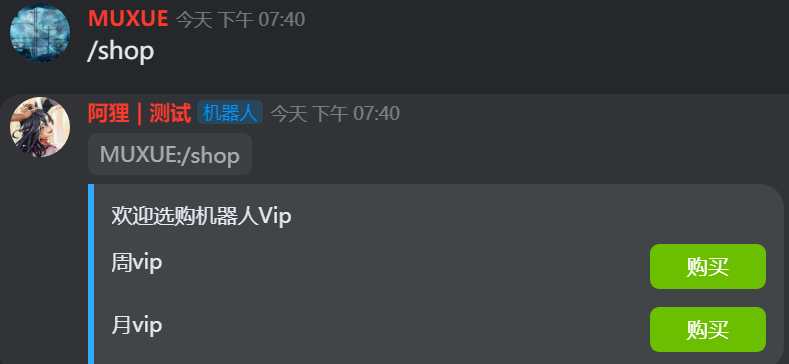 MUXUE 今天 下午 07:40
/shop
阿狸 | 测试 机器人 今天 下午 07:40
MUXUE:/shop
欢迎选购机器人Vip
周vip 购买
月vip 购买